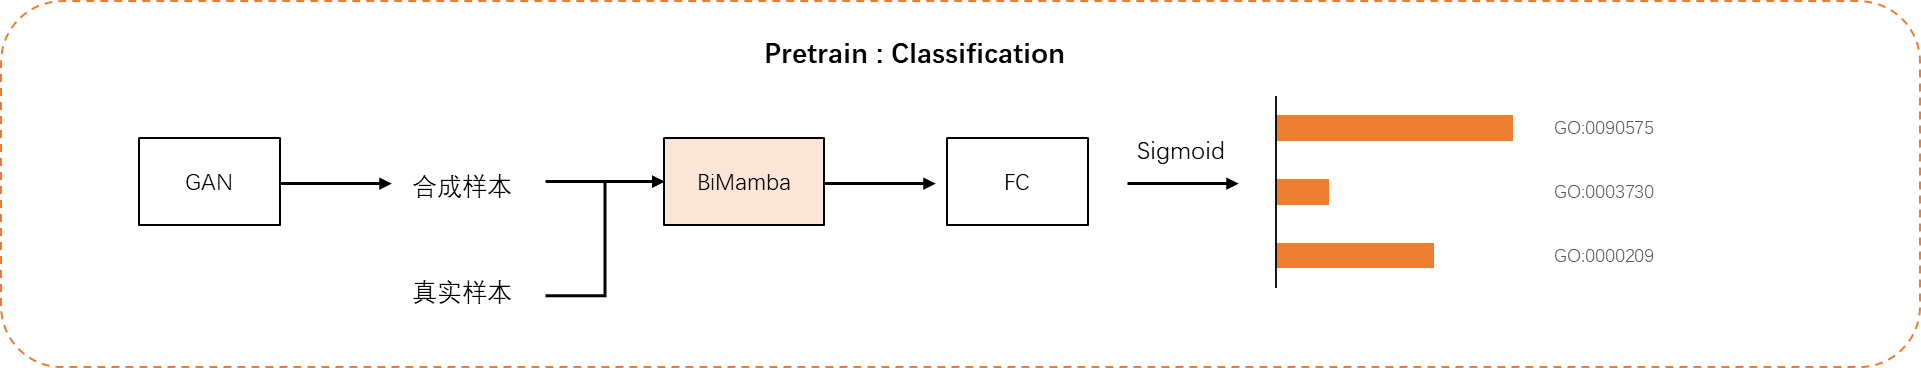 Pretrain : Classification
GAN
合成样本
真实样本
BiMamba
FC
Sigmoid
GO:0090575
GO:0003730
GO:0000209